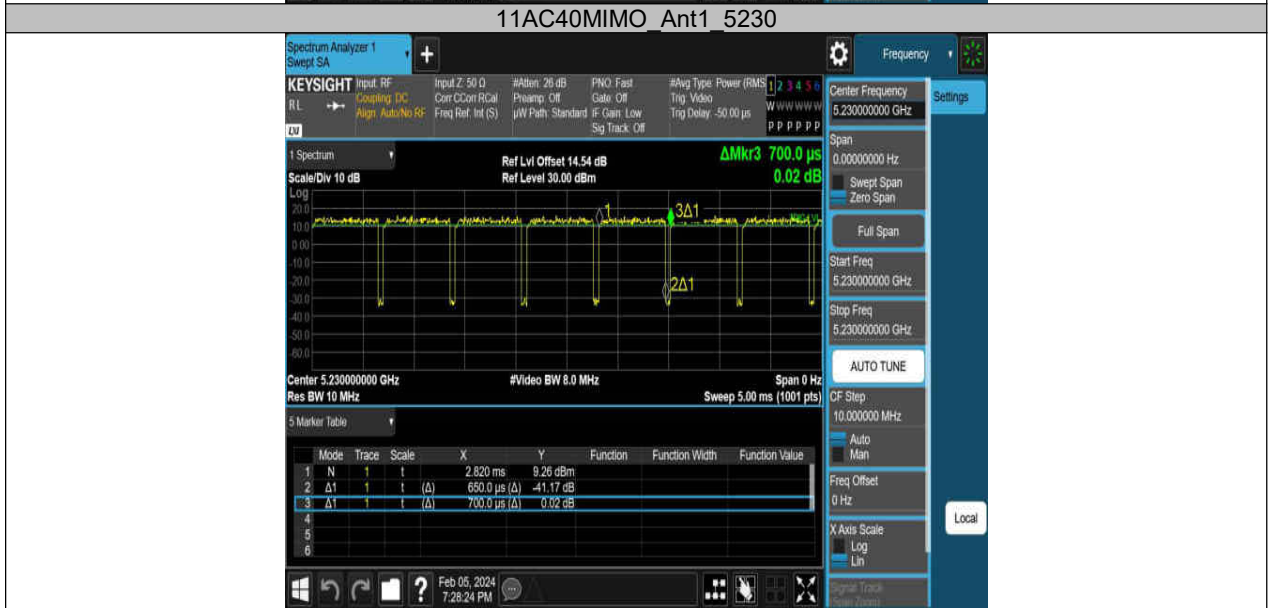 11AC40MIMO_Ant1_5230
Spectrum Analyzer 1
Swept SA
+
Frequency
KEYSIGHT
RL
LXI
Input: RF
Coupling: DC
Align: Auto/No RF
Input Z: 50 Ω
Corr CCorr RCal
Freq Ref: Int (S)
#Atten: 26 dB
Preamp: Off
µW Path: Standard
PNO: Fast
Gate: Off
IF Gain: Low
Sig Track: Off
#Avg Type: Power (RMS
Trig: Video
Trig Delay: -50.00 µs
1 2 3 4 5 6
W W W W W W
P P P P P P
1 Spectrum
Scale/Div 10 dB
Ref Lvl Offset 14.54 dB
Ref Level 30.00 dBm
ΔMkr3 700.0 µs
0.02 dB
Log
20.0
10.0
0.00
-10.0
-20.0
-30.0
-40.0
-50.0
-60.0
1
3Δ1
2Δ1
Center 5.230000000 GHz
#Video BW 8.0 MHz
Span 0 Hz
Res BW 10 MHz
Sweep 5.00 ms (1001 pts)
5 Marker Table
Mode Trace Scale X Y Function Function Width Function Value
1 N 1 t 2.820 ms 9.26 dBm
2 Δ1 1 t (Δ) 650.0 µs (Δ) -41.17 dB
3 Δ1 1 t (Δ) 700.0 µs (Δ) 0.02 dB
4
5
6
Feb 05, 2024
7:28:24 PM
Center Frequency
5.230000000 GHz
Settings
Span
0.00000000 Hz
Swept Span
Zero Span
Full Span
Start Freq
5.230000000 GHz
Stop Freq
5.230000000 GHz
AUTO TUNE
CF Step
10.000000 MHz
Auto
Man
Freq Offset
0 Hz
X Axis Scale
Log
Lin
Local
Signal Track
(Span Zoom)